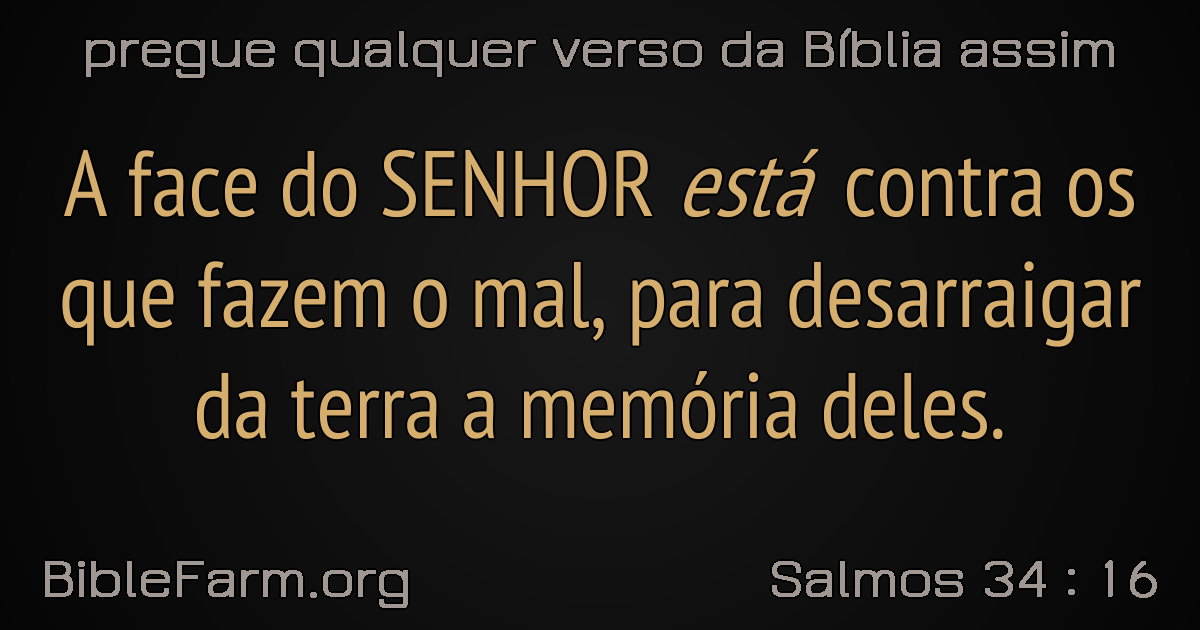 pregue qualquer verso da Bíblia assim
A face do SENHOR está contra os
que fazem o mal, para desarraigar
da terra a memória deles.
BibleFarm.org
Salmos 34 : 16